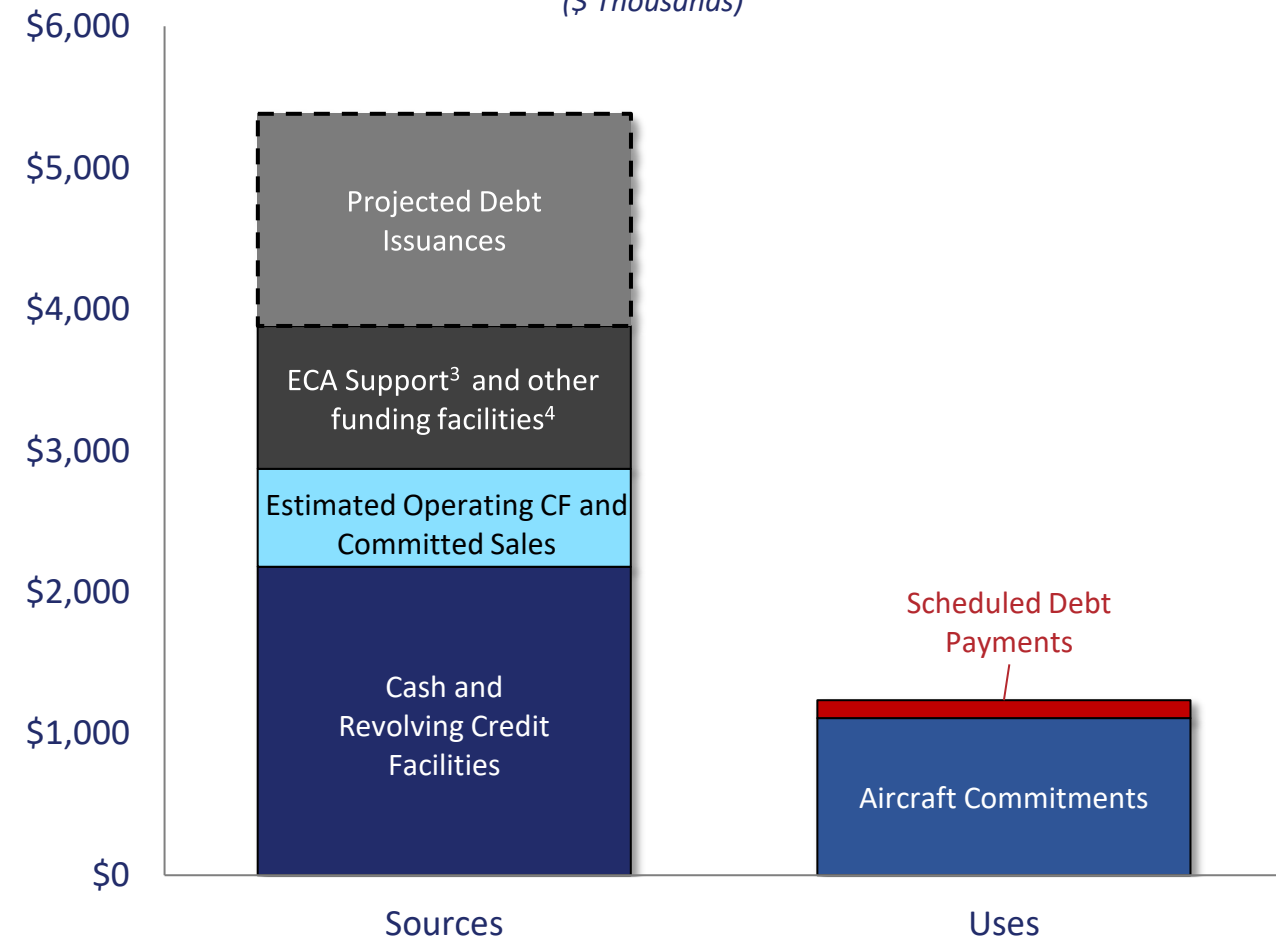 ($ Thousands)
$6,000
$5,000
$4,000
$3,000
$2,000
$1,000
$0
Projected Debt
Issuances
ECA Support³ and other
funding facilities⁴
Estimated Operating CF and
Committed Sales
Cash and
Revolving Credit
Facilities
Scheduled Debt
Payments
Aircraft Commitments
Sources
Uses